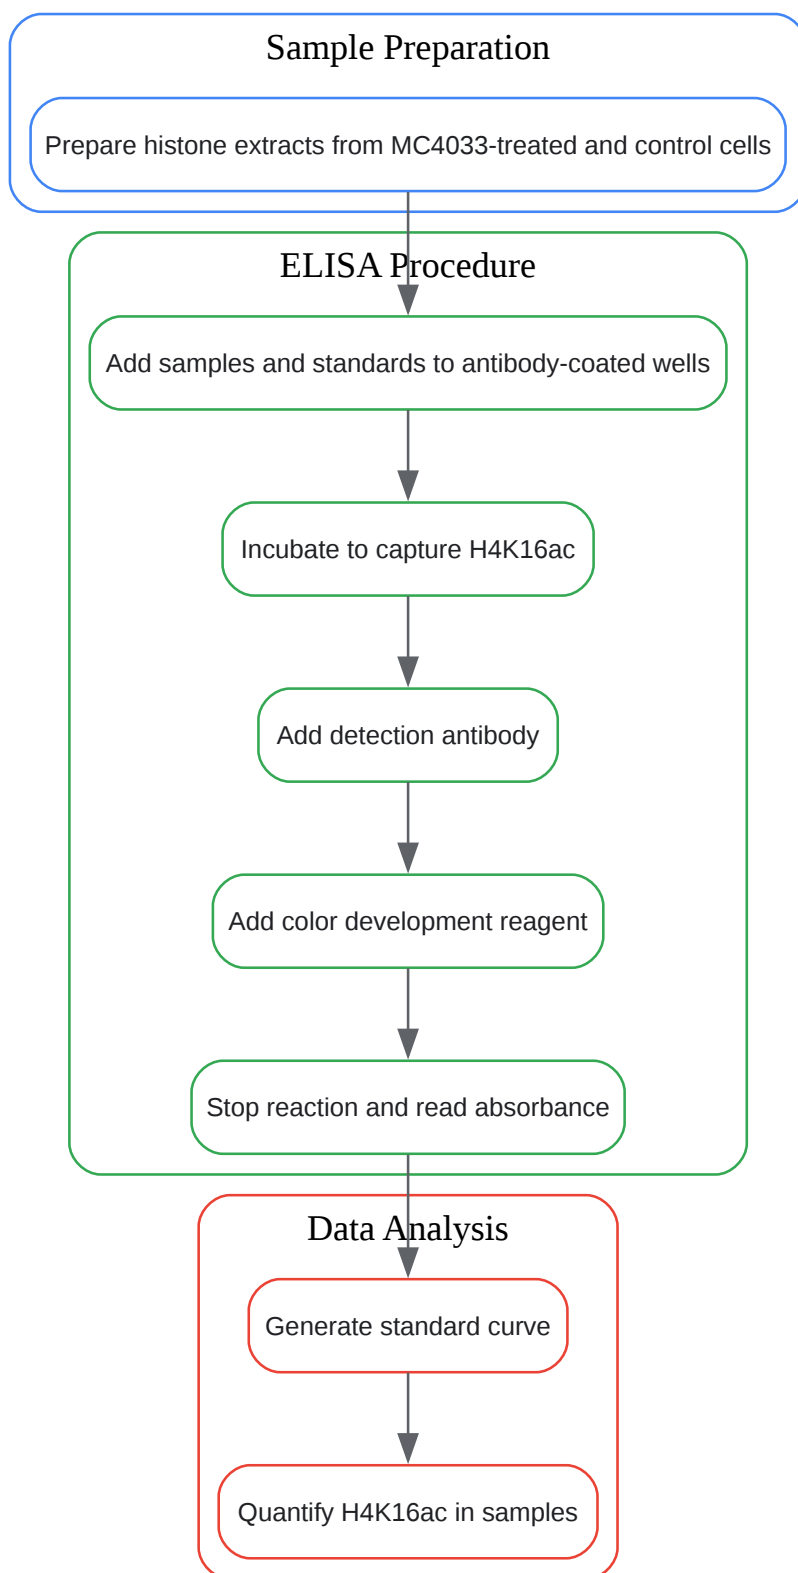 Sample Preparation
Prepare histone extracts from MC4033-treated and control cells
ELISA Procedure
Add samples and standards to antibody-coated wells
Incubate to capture H4K16ac
Add detection antibody
Add color development reagent
Stop reaction and read absorbance
Data Analysis
Generate standard curve
Quantify H4K16ac in samples